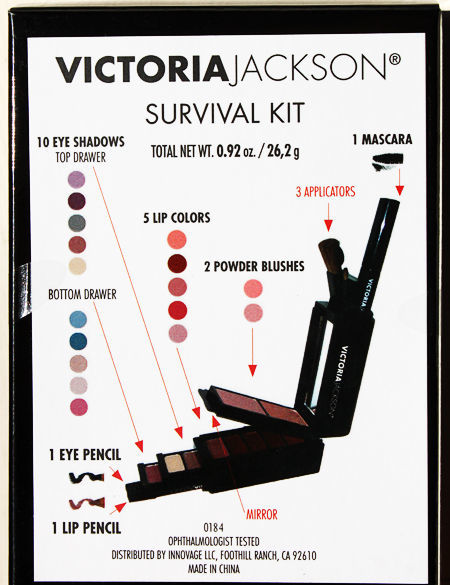 VICTORIAJACKSON®
SURVIVAL KIT
TOTAL NET WT. 0.92 oz. / 26,2 g
10 EYE SHADOWS
TOP DRAWER
1 MASCARA
3 APPLICATORS
5 LIP COLORS
2 POWDER BLUSHES
BOTTOM DRAWER
VICTORIA
VICTORIAJACKSON®
1 EYE PENCIL
1 LIP PENCIL
MIRROR
0184
OPHTHALMOLOGIST TESTED
DISTRIBUTED BY INNOVAGE LLC, FOOTHILL RANCH, CA 92610
MADE IN CHINA